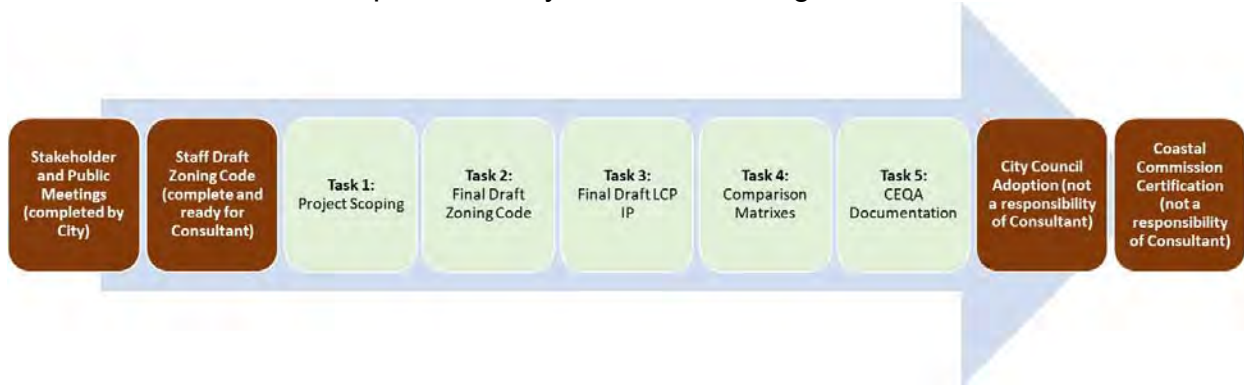 Stakeholder
and Public
Meetings
(completed by
City)
Staff Draft
Zoning Code
(complete and
ready for
Consultant)
Task 1:
Project Scoping
Task 2:
Final Draft
Zoning Code
Task 3:
Final Draft LCP
IP
Task 4:
Comparison
Matrixes
Task 5:
CEQA
Documentation
City Council
Adoption (not
a responsibility
of Consultant)
Coastal
Commission
Certification
(not a
responsibility
of Consultant)